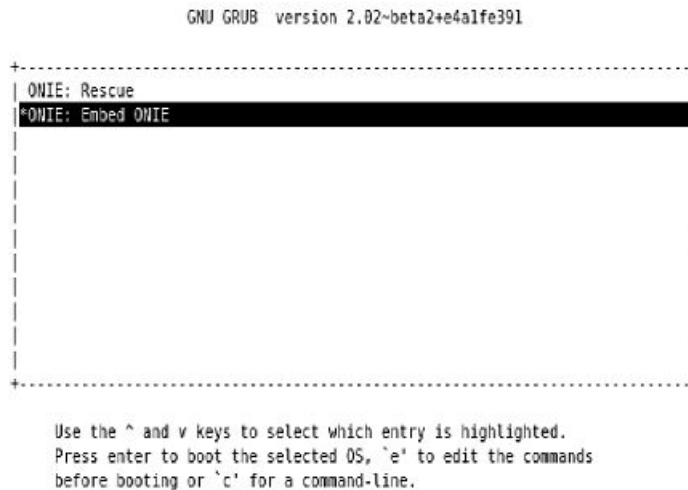 GNU GRUB version 2.02~beta2+e4a1fe391
ONIE: Rescue
*ONIE: Embed ONIE
Use the ^ and v keys to select which entry is highlighted.
Press enter to boot the selected OS, `e' to edit the commands
before booting or `c' for a command-line.